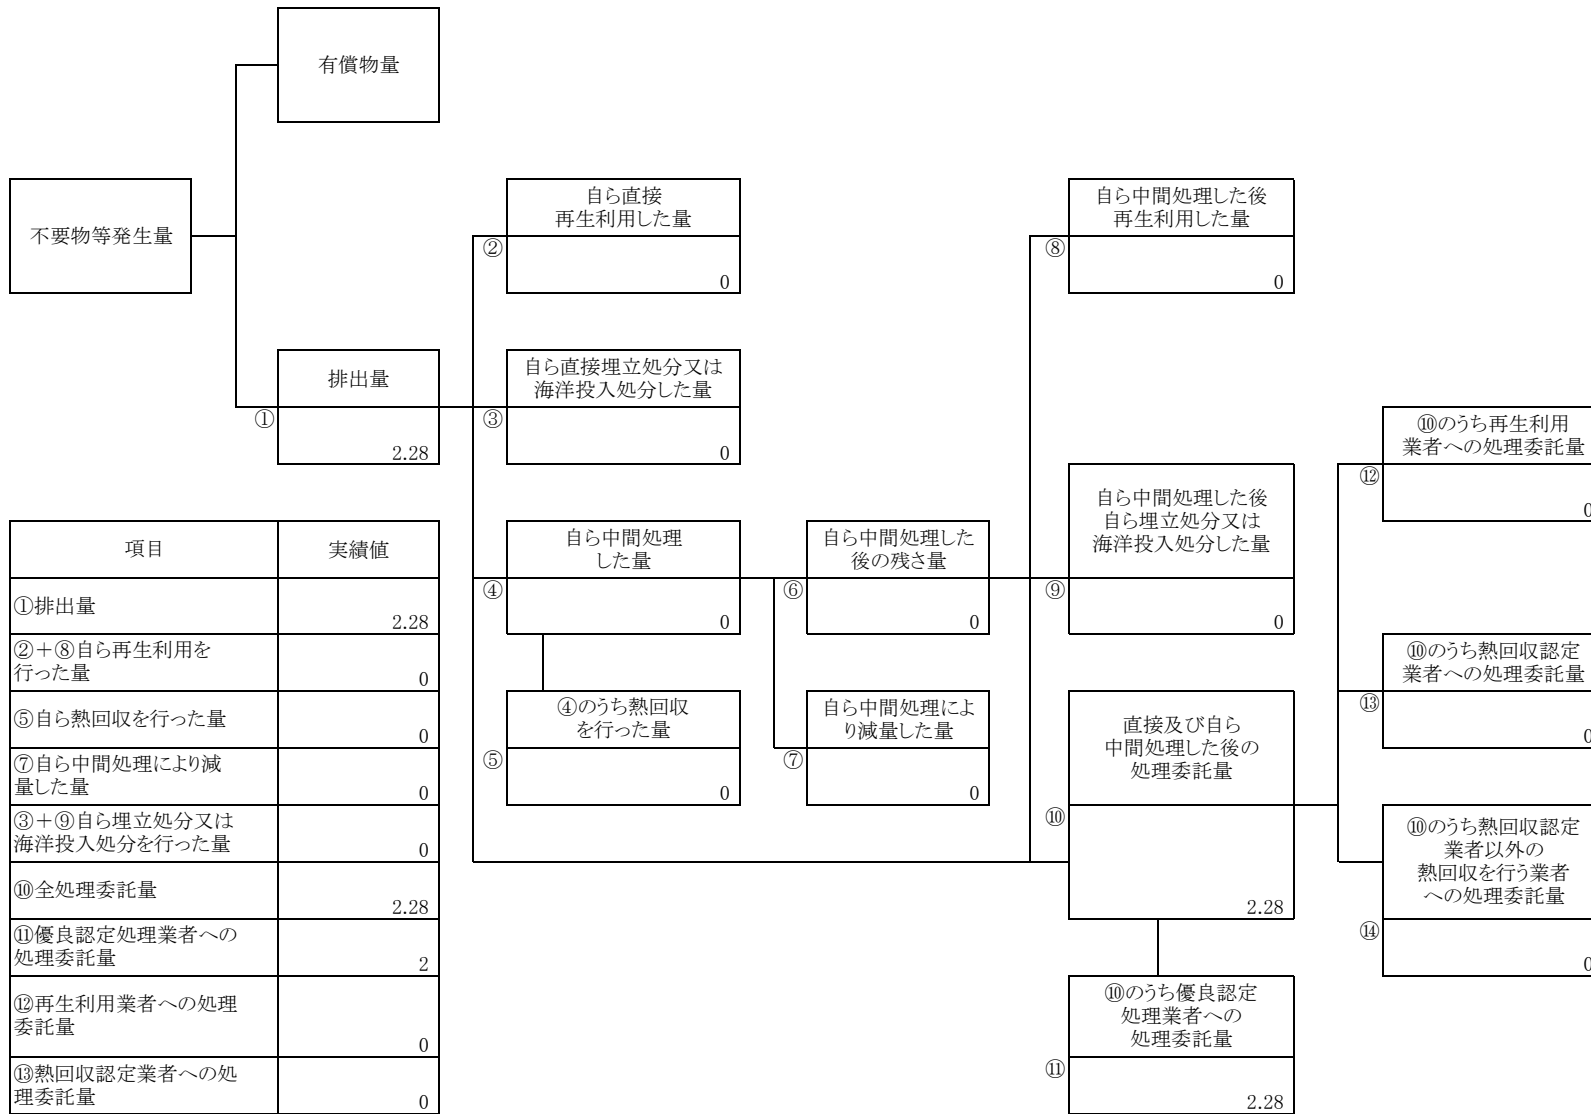 有償物量
不要物等発生量
自ら直接
再生利用した量
②
0
自ら中間処理した後
再生利用した量
⑧
0
排出量
①
2.28
自ら直接埋立処分又は
海洋投入処分した量
③
0
⑩のうち再生利用
業者への処理委託量
⑫
0
自ら中間処理した後
自ら埋立処分又は
海洋投入処分した量
⑨
0
自ら中間処理
した量
④
0
自ら中間処理した
後の残さ量
⑥
0
⑩のうち熱回収認定
業者への処理委託量
⑬
0
④のうち熱回収
を行った量
⑤
0
自ら中間処理によ
り減量した量
⑦
0
直接及び自ら
中間処理した後の
処理委託量
⑩
2.28
⑩のうち熱回収認定
業者以外の
熱回収を行う業者
への処理委託量
⑭
0
⑩のうち優良認定
処理業者への
処理委託量
⑪
2.28
項目 実績値
①排出量
2.28
②+⑧自ら再生利用を
行った量
0
⑤自ら熱回収を行った量
0
⑦自ら中間処理により減
量した量
0
③+⑨自ら埋立処分又は
海洋投入処分を行った量
0
⑩全処理委託量
2.28
⑪優良認定処理業者への
処理委託量
2
⑫再生利用業者への処理
委託量
0
⑬熱回収認定業者への処
理委託量
0